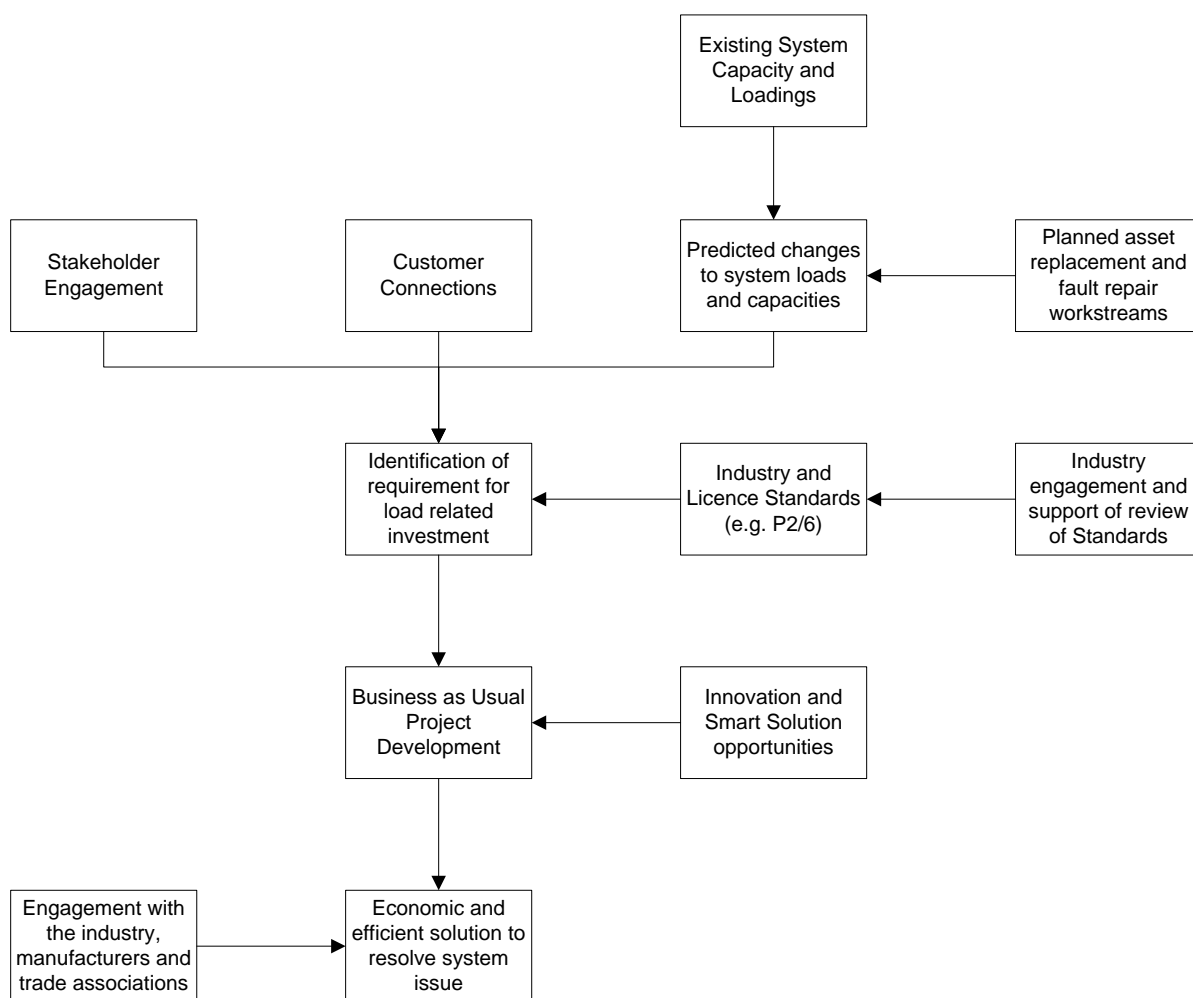 Existing System
Capacity and
Loadings
Stakeholder
Engagement
Customer
Connections
Predicted changes
to system loads
and capacities
Planned asset
replacement and
fault repair
workstreams
Identification of
requirement for
load related
investment
Industry and
Licence Standards
(e.g. P2/6)
Industry
engagement and
support of review
of Standards
Business as Usual
Project
Development
Innovation and
Smart Solution
opportunities
Engagement with
the industry,
manufacturers and
trade associations
Economic and
efficient solution to
resolve system
issue